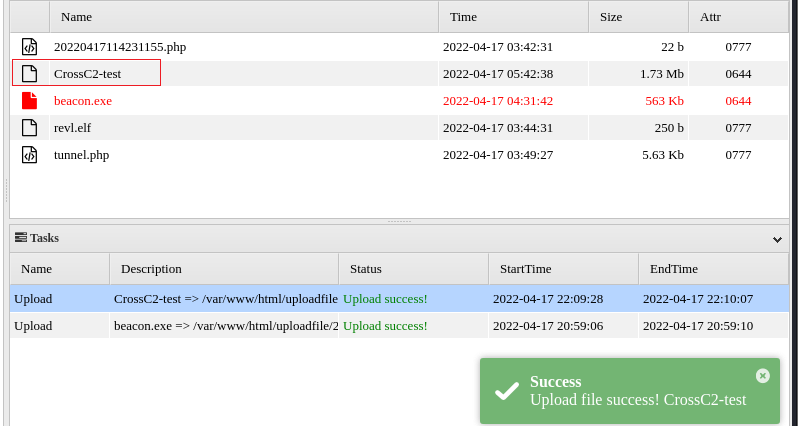 Name Time Size Attr
20220417114231155.php 2022-04-17 03:42:31 22 b 0777
CrossC2-test 2022-04-17 05:42:38 1.73 Mb 0644
beacon.exe 2022-04-17 04:31:42 563 Kb 0644
revl.elf 2022-04-17 03:44:31 250 b 0777
tunnel.php 2022-04-17 03:49:27 5.63 Kb 0777
Tasks
Name Description Status StartTime EndTime
Upload CrossC2-test => /var/www/html/uploadfile Upload success! 2022-04-17 22:09:28 2022-04-17 22:10:07
Upload beacon.exe => /var/www/html/uploadfile/2 Upload success! 2022-04-17 20:59:06 2022-04-17 20:59:10
Success
Upload file success! CrossC2-test